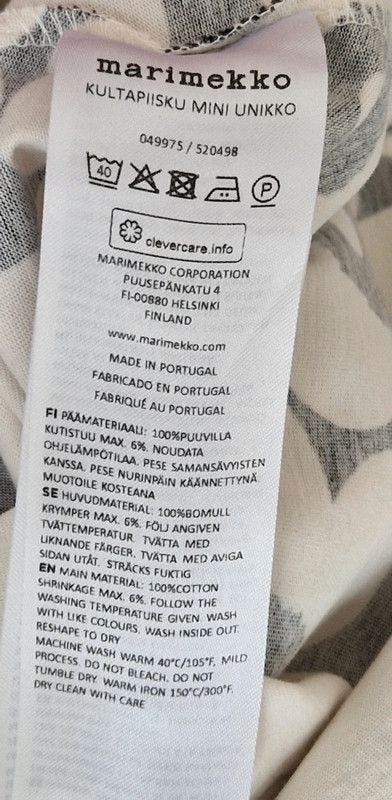 marimekko
KULTAPIISKU MINI UNIKKO
049975 / 520498
40 P
clevercare.info
MARIMEKKO CORPORATION
PUUSEPÄNKATU 4
FI-00880 HELSINKI
FINLAND
www.marimekko.com
MADE IN PORTUGAL
FABRICADO EN PORTUGAL
FABRIQUÉ AU PORTUGAL
FI PÄÄMATERIAALI: 100%PUUVILLA
KUTISTUU MAX. 6%. NOUDATA
OHJELÄMPÖTILAA. PESE SAMANSÄVYISTEN
KANSSA. PESE NURINPÄIN KÄÄNNETTYNÄ.
MUOTOILE KOSTEANA
SE HUVUDMATERIAL: 100%BOMULL
KRYMPER MAX. 6%. FÖLJ ANGIVEN
TVÄTTEMPERATUR. TVÄTTA MED
LIKNANDE FÄRGER. TVÄTTA MED AVIGA
SIDAN UTÅT. STRÄCKS FUKTIG
EN MAIN MATERIAL: 100%COTTON
SHRINKAGE MAX. 6%. FOLLOW THE
WASHING TEMPERATURE GIVEN. WASH
WITH LIKE COLOURS. WASH INSIDE OUT.
RESHAPE TO DRY
MACHINE WASH WARM 40°C/105°F, MILD
PROCESS. DO NOT BLEACH. DO NOT
TUMBLE DRY. WARM IRON 150°C/300°F.
DRY CLEAN WITH CARE